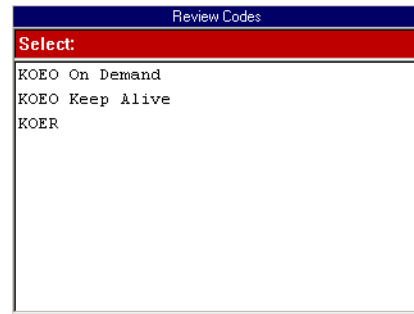 Review Codes
Select:
KOEO On Demand
KOEO Keep Alive
KOER